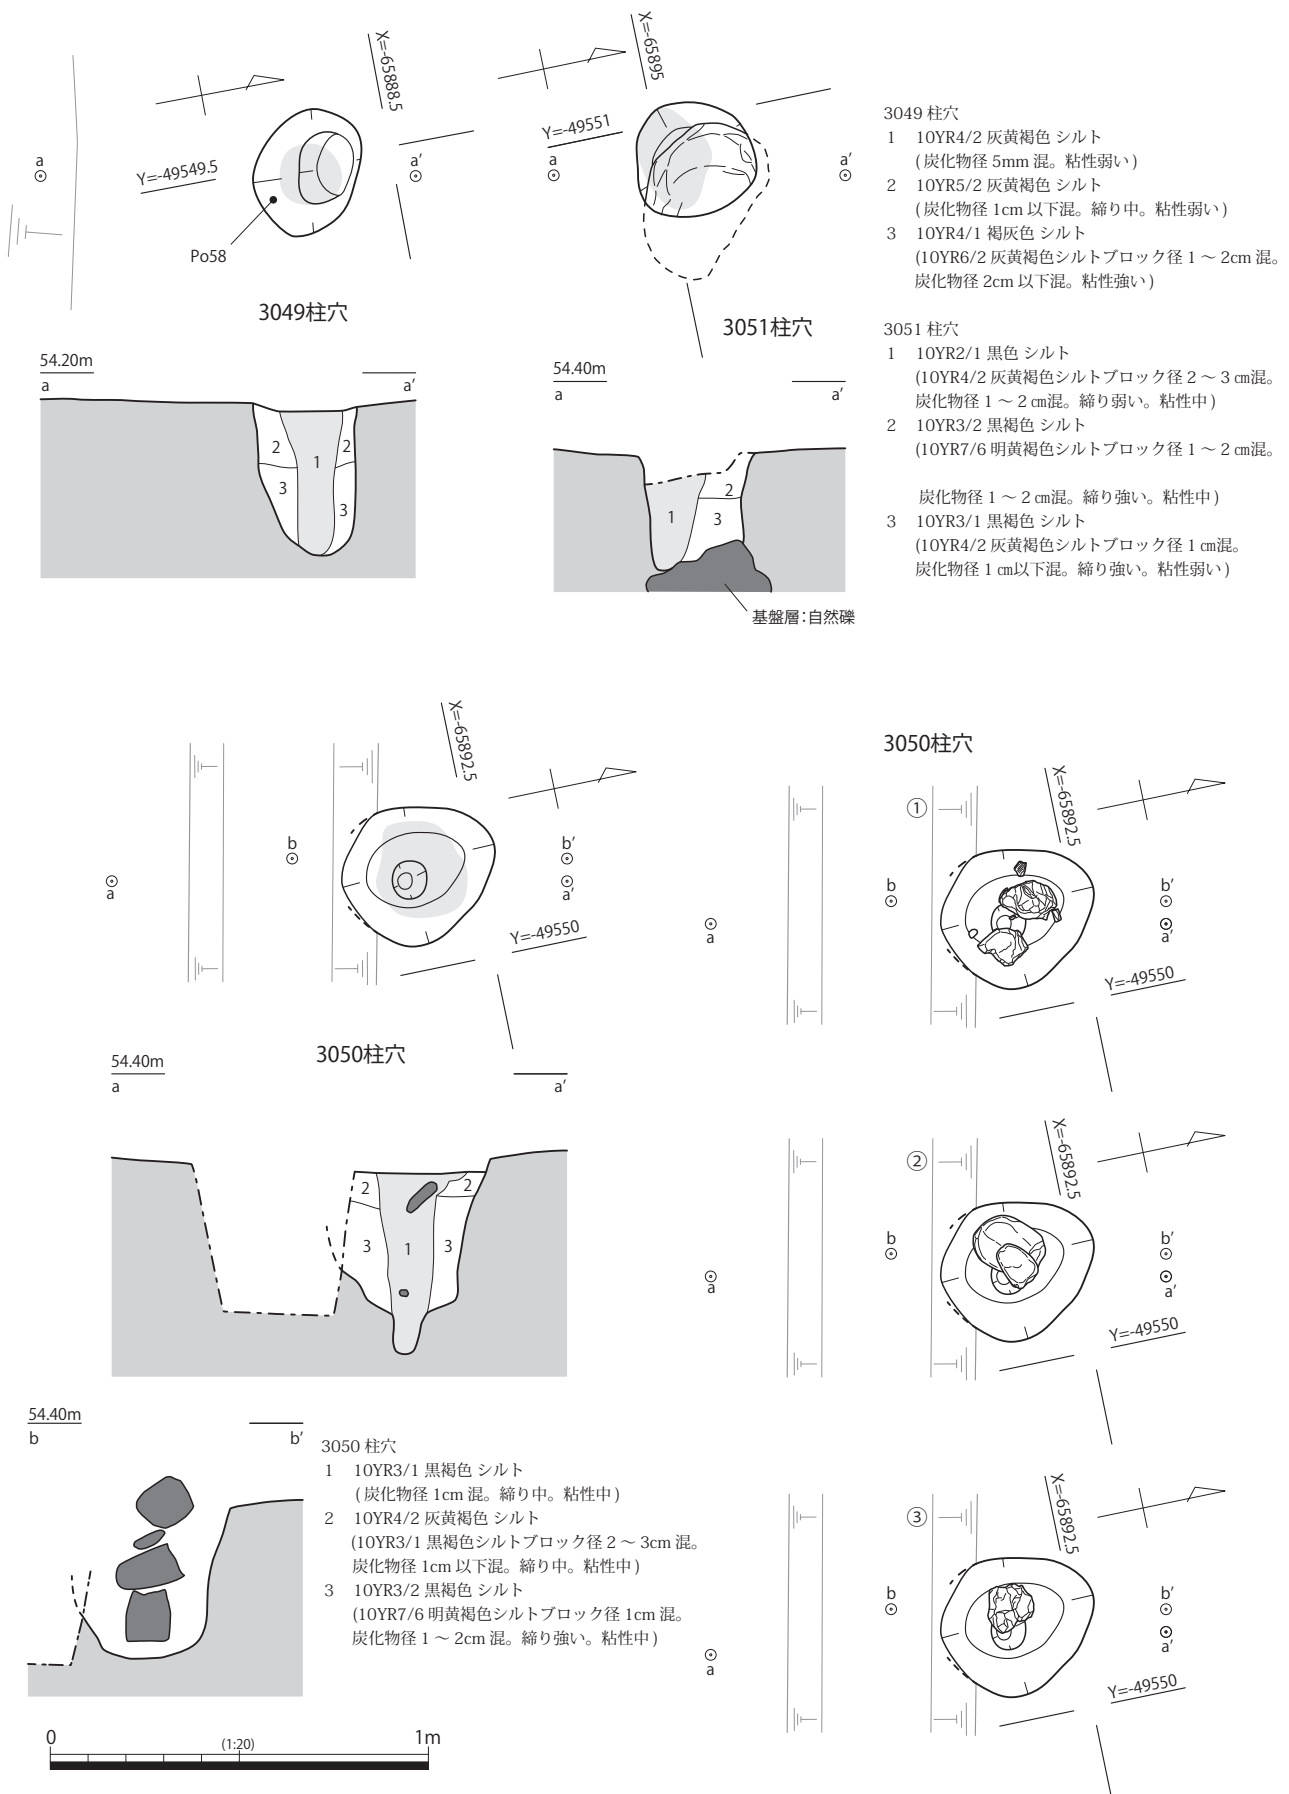 X=-65888.5
Y=-49549.5
a
a′
Po58
3049柱穴
54.20m
a
a′
2
1
2
3
3
X=-65895
Y=-49551
a
a′
3051柱穴
54.40m
a
a′
1
2
3
基盤層：自然礫
3049 柱穴
1 10YR4/2 灰黄褐色 シルト
( 炭化物径 5mm 混。粘性弱い )
2 10YR5/2 灰黄褐色 シルト
( 炭化物径 1cm 以下混。締り中。粘性弱い )
3 10YR4/1 褐灰色 シルト
(10YR6/2 灰黄褐色シルトブロック径 1 ～ 2cm 混。
炭化物径 2cm 以下混。粘性強い )
3051 柱穴
1 10YR2/1 黒色 シルト
(10YR4/2 灰黄褐色シルトブロック径 2 ～ 3 ㎝混。
炭化物径 1 ～ 2 ㎝混。締り弱い。粘性中 )
2 10YR3/2 黒褐色 シルト
(10YR7/6 明黄褐色シルトブロック径 1 ～ 2 ㎝混。
炭化物径 1 ～ 2 ㎝混。締り強い。粘性中 )
3 10YR3/1 黒褐色 シルト
(10YR4/2 灰黄褐色シルトブロック径 1 ㎝混。
炭化物径 1 ㎝以下混。締り強い。粘性弱い )
X=-65892.5
b
b′
a
a′
Y=-49550
3050柱穴
54.40m
a
a′
2
2
3
1
3
54.40m
b
b′
3050 柱穴
1 10YR3/1 黒褐色 シルト
( 炭化物径 1cm 混。締り中。粘性中 )
2 10YR4/2 灰黄褐色 シルト
(10YR3/1 黒褐色シルトブロック径 2 ～ 3cm 混。
炭化物径 1cm 以下混。締り中。粘性中 )
3 10YR3/2 黒褐色 シルト
(10YR7/6 明黄褐色シルトブロック径 1cm 混。
炭化物径 1 ～ 2cm 混。締り強い。粘性中 )
0
(1:20)
1m
3050柱穴
①
X=-65892.5
b
b′
a
a′
Y=-49550
②
X=-65892.5
b
b′
a
a′
Y=-49550
③
X=-65892.5
b
b′
a
a′
Y=-49550